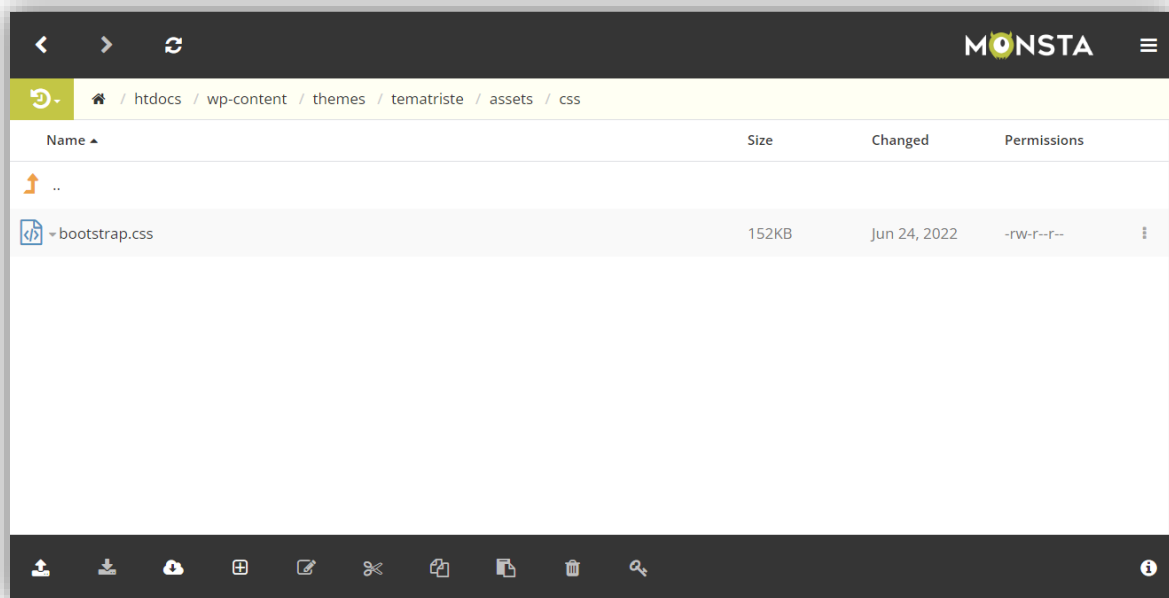 MONSTA
/ htdocs / wp-content / themes / tematriste / assets / css
Name Size Changed Permissions
..
bootstrap.css 152KB Jun 24, 2022 -rw-r--r--